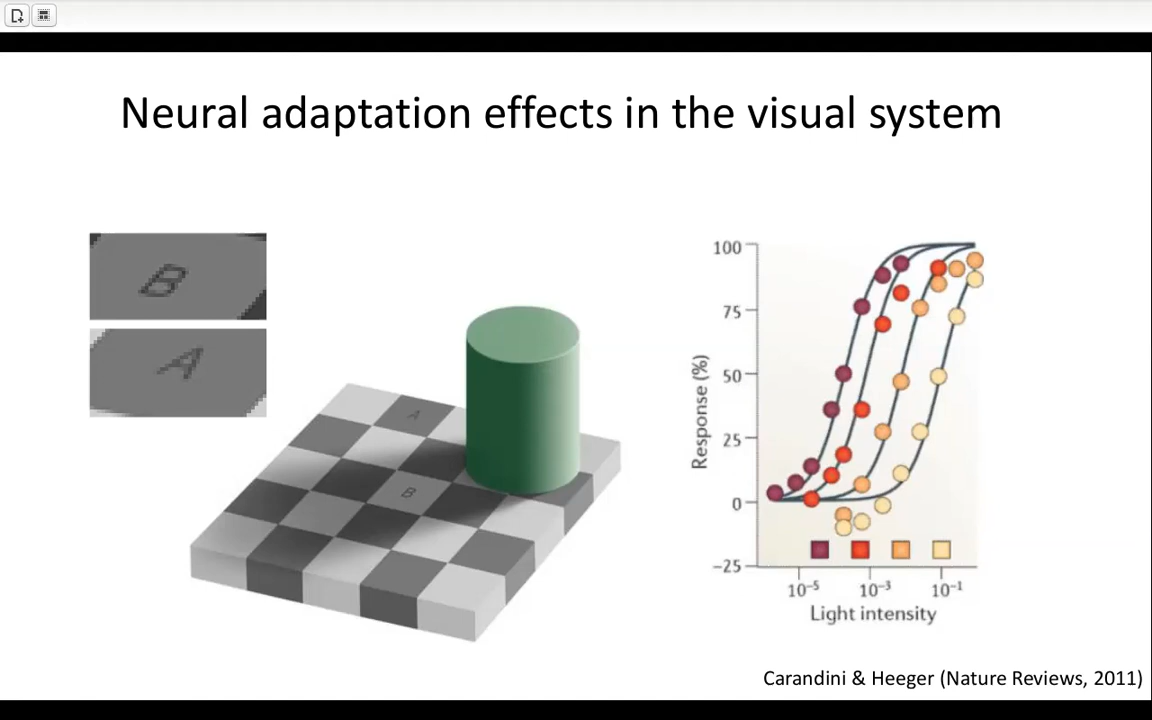 Neural adaptation effects in the visual system
B
A
A
B
100
75
50
25
0
−25
Response (%)
10⁻⁵ 10⁻³ 10⁻¹
Light intensity
Carandini & Heeger (Nature Reviews, 2011)